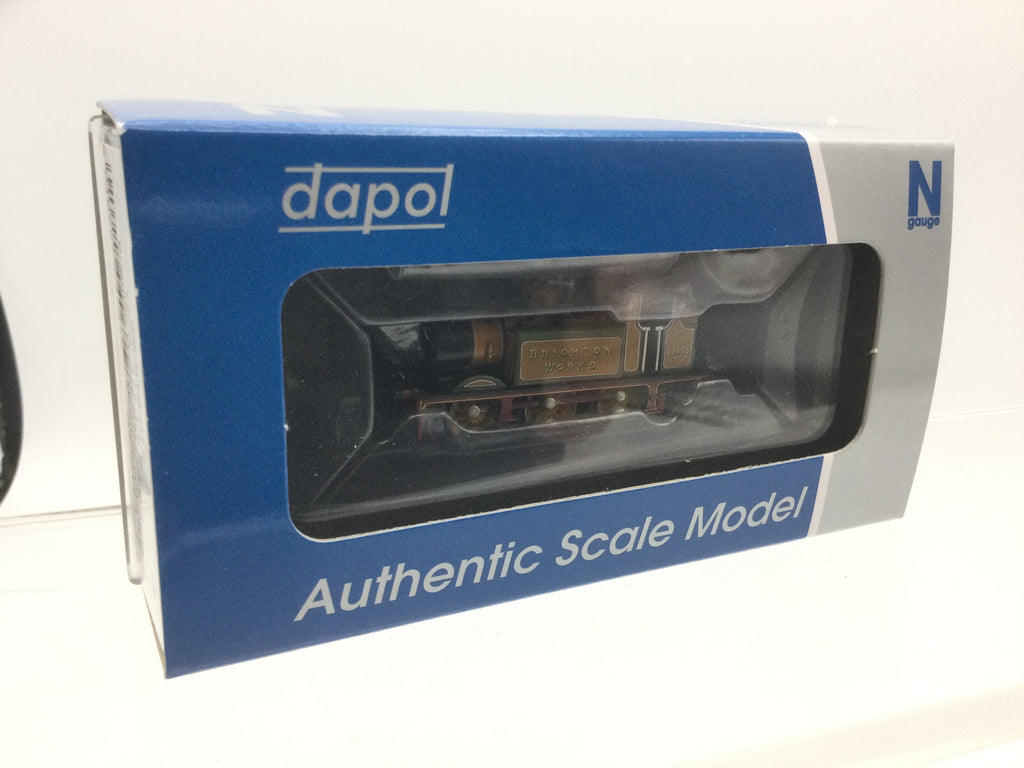 dapol
N
gauge
BRIGHTON
WORKS
Authentic Scale Model